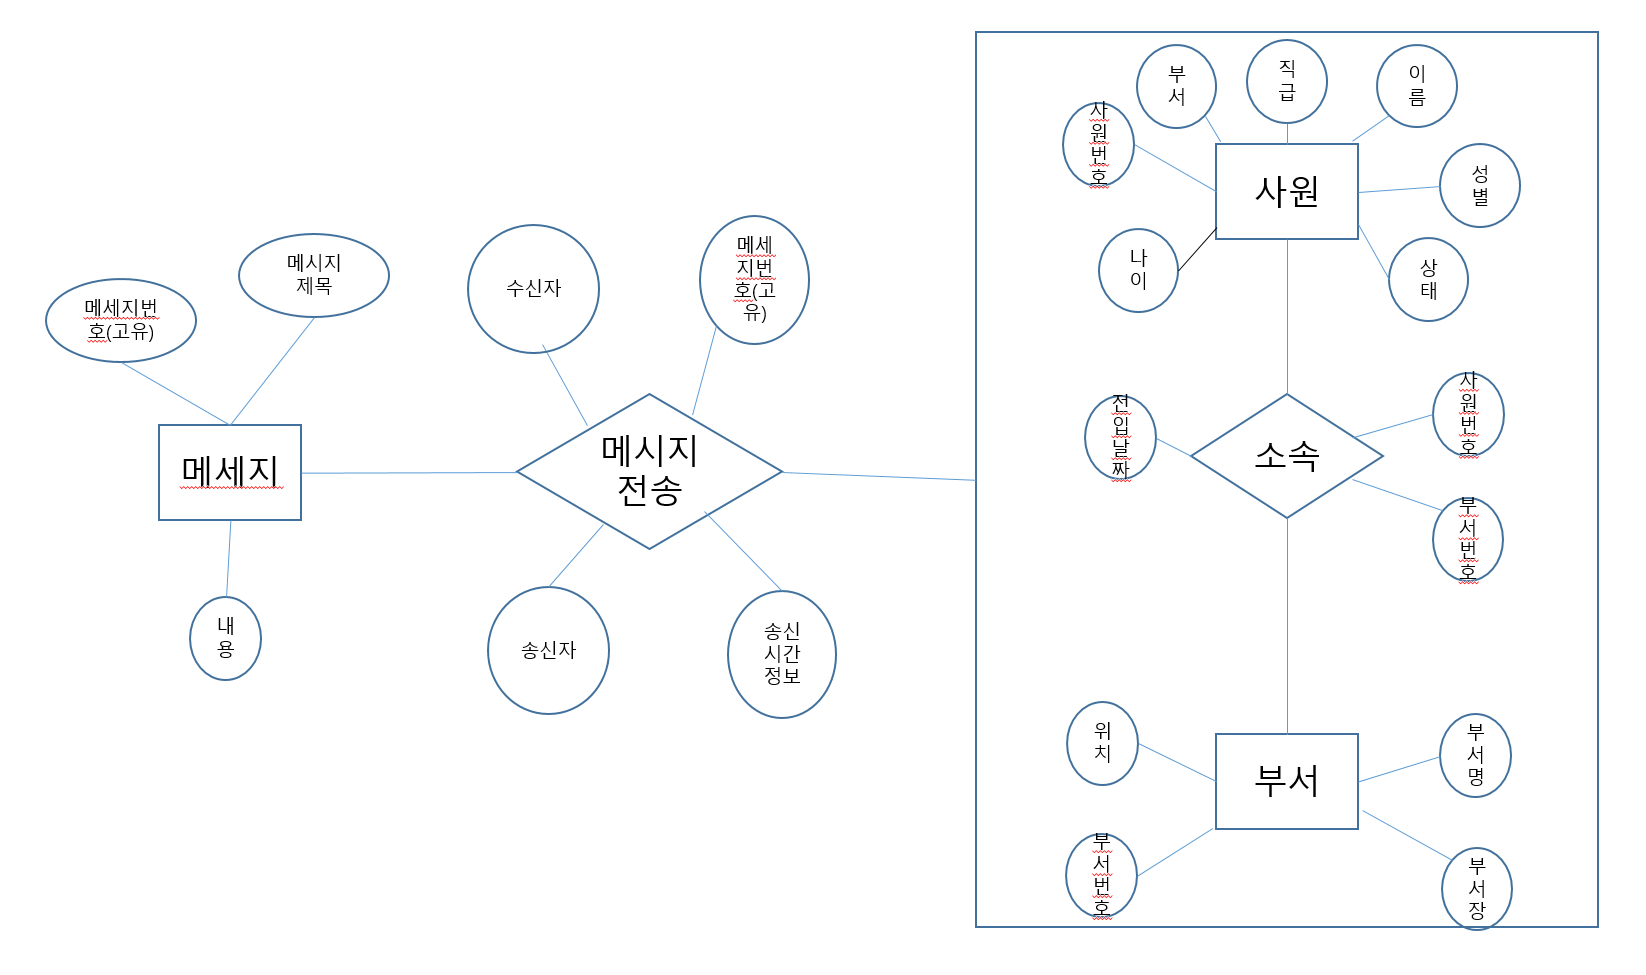 메세지번
호(고유)
메시지
제목
메세지
내
용
수신자
메세
지번
호(고
유)
메시지
전송
송신자
송신
시간
정보
사
원
번
호
부
서
직
급
이
름
사원
성
별
나
이
상
태
전
입
날
짜
소속
사
원
번
호
부
서
번
호
위
치
부서
부
서
명
부
서
번
호
부
서
장